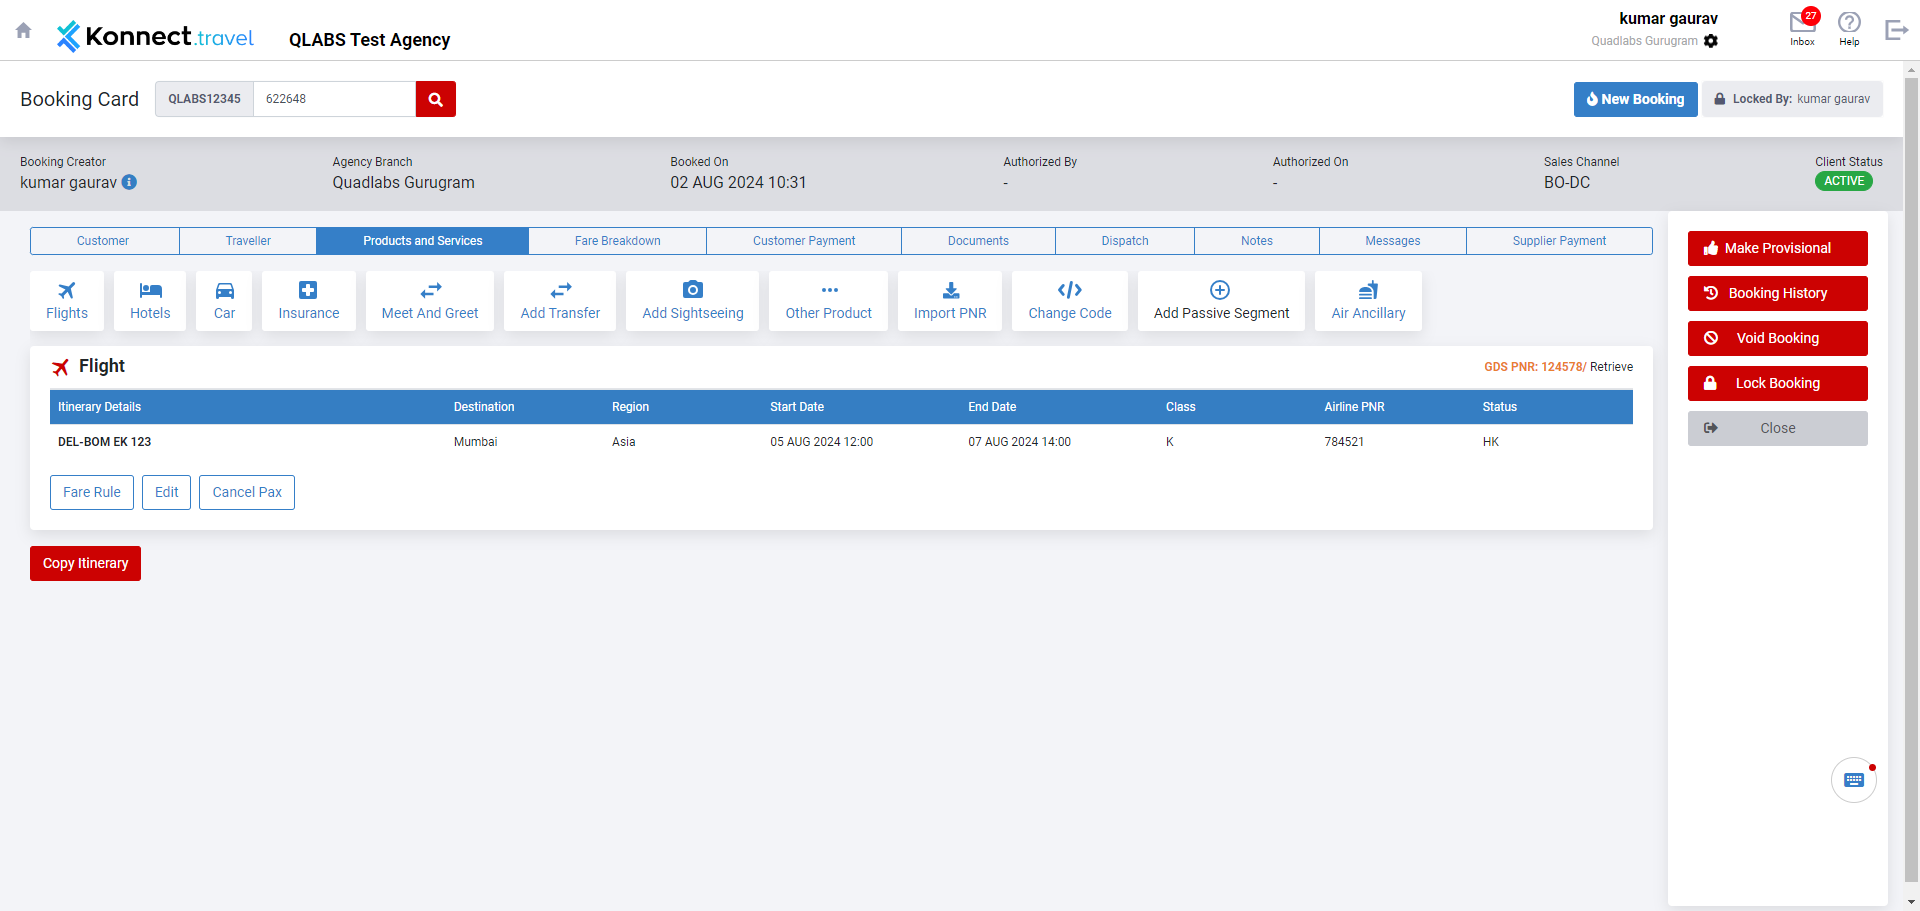 Konnect.travel QLABS Test Agency kumar gaurav
Quadlabs Gurugram
27
Inbox Help
Booking Card QLABS12345 622648 New Booking Locked By: kumar gaurav
Booking Creator Agency Branch Booked On Authorized By Authorized On Sales Channel Client Status
kumar gaurav Quadlabs Gurugram 02 AUG 2024 10:31 - - BO-DC ACTIVE
Customer Traveller Products and Services Fare Breakdown Customer Payment Documents Dispatch Notes Messages Supplier Payment
Flights Hotels Car Insurance Meet And Greet Add Transfer Add Sightseeing Other Product Import PNR Change Code Add Passive Segment Air Ancillary
Flight GDS PNR: 124578/ Retrieve
Itinerary Details Destination Region Start Date End Date Class Airline PNR Status
DEL-BOM EK 123 Mumbai Asia 05 AUG 2024 12:00 07 AUG 2024 14:00 K 784521 HK
Fare Rule Edit Cancel Pax
Copy Itinerary
Make Provisional
Booking History
Void Booking
Lock Booking
Close